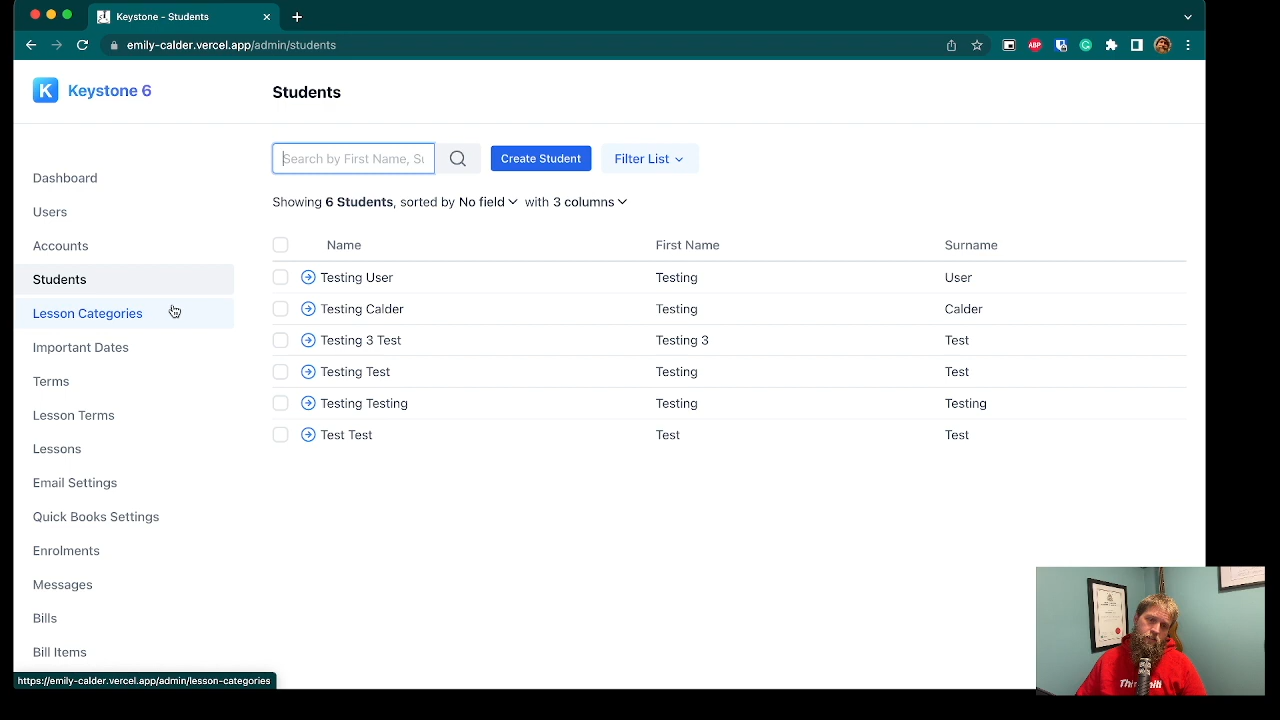 Keystone - Students
emily-calder.vercel.app/admin/students
ABP
K Keystone 6
Students
Search by First Name, Su
Create Student
Filter List
Showing 6 Students, sorted by No field with 3 columns
Dashboard
Users
Accounts
Students
Lesson Categories
Important Dates
Terms
Lesson Terms
Lessons
Email Settings
Quick Books Settings
Enrolments
Messages
Bills
Bill Items
Name First Name Surname
Testing User Testing User
Testing Calder Testing Calder
Testing 3 Test Testing 3 Test
Testing Test Testing Test
Testing Testing Testing Testing
Test Test Test Test
https://emily-calder.vercel.app/admin/lesson-categories